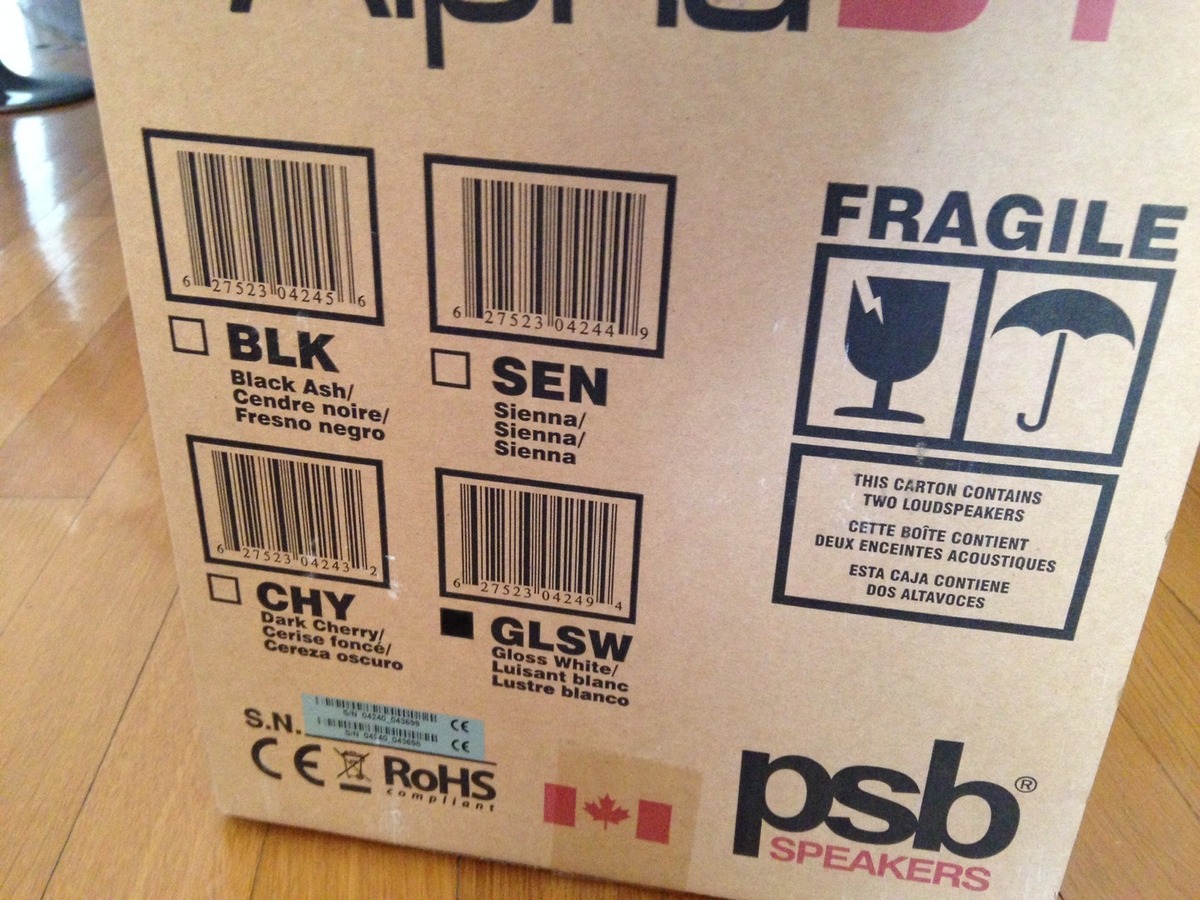 Alpha B1
6 27523 04245 6
BLK
Black Ash/
Cendre noire/
Fresno negro
6 27523 04244 9
SEN
Sienna/
Sienna/
Sienna
6 27523 04243 2
CHY
Dark Cherry/
Cerise foncé/
Cereza oscuro
6 27523 04249 4
GLSW
Gloss White/
Luisant blanc
Lustre blanco
FRAGILE
THIS CARTON CONTAINS
TWO LOUDSPEAKERS
CETTE BOÎTE CONTIENT
DEUX ENCEINTES ACOUSTIQUES
ESTA CAJA CONTIENE
DOS ALTAVOCES
S.N.
CE
CE
CE
RoHS
compliant
psb®
SPEAKERS